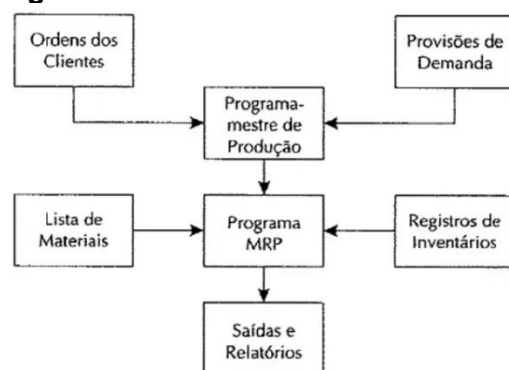 Ordens dos
Clientes
Provisões de
Demanda
Programa-
mestre de
Produção
Lista de
Materiais
Programa
MRP
Registros de
Inventários
Saídas e
Relatórios